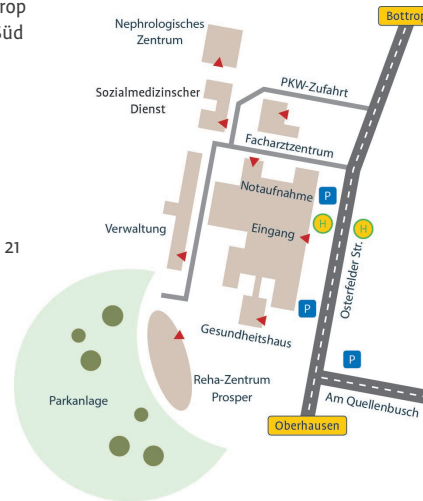 rop
Süd
21
Bottrop
Nephrologisches
Zentrum
Sozialmedizinscher
Dienst
PKW-Zufahrt
Facharztzentrum
Notaufnahme
P
H
H
Eingang
Verwaltung
Osterfelder Str.
P
Gesundheitshaus
P
Reha-Zentrum
Prosper
Parkanlage
Am Quellenbusch
Oberhausen